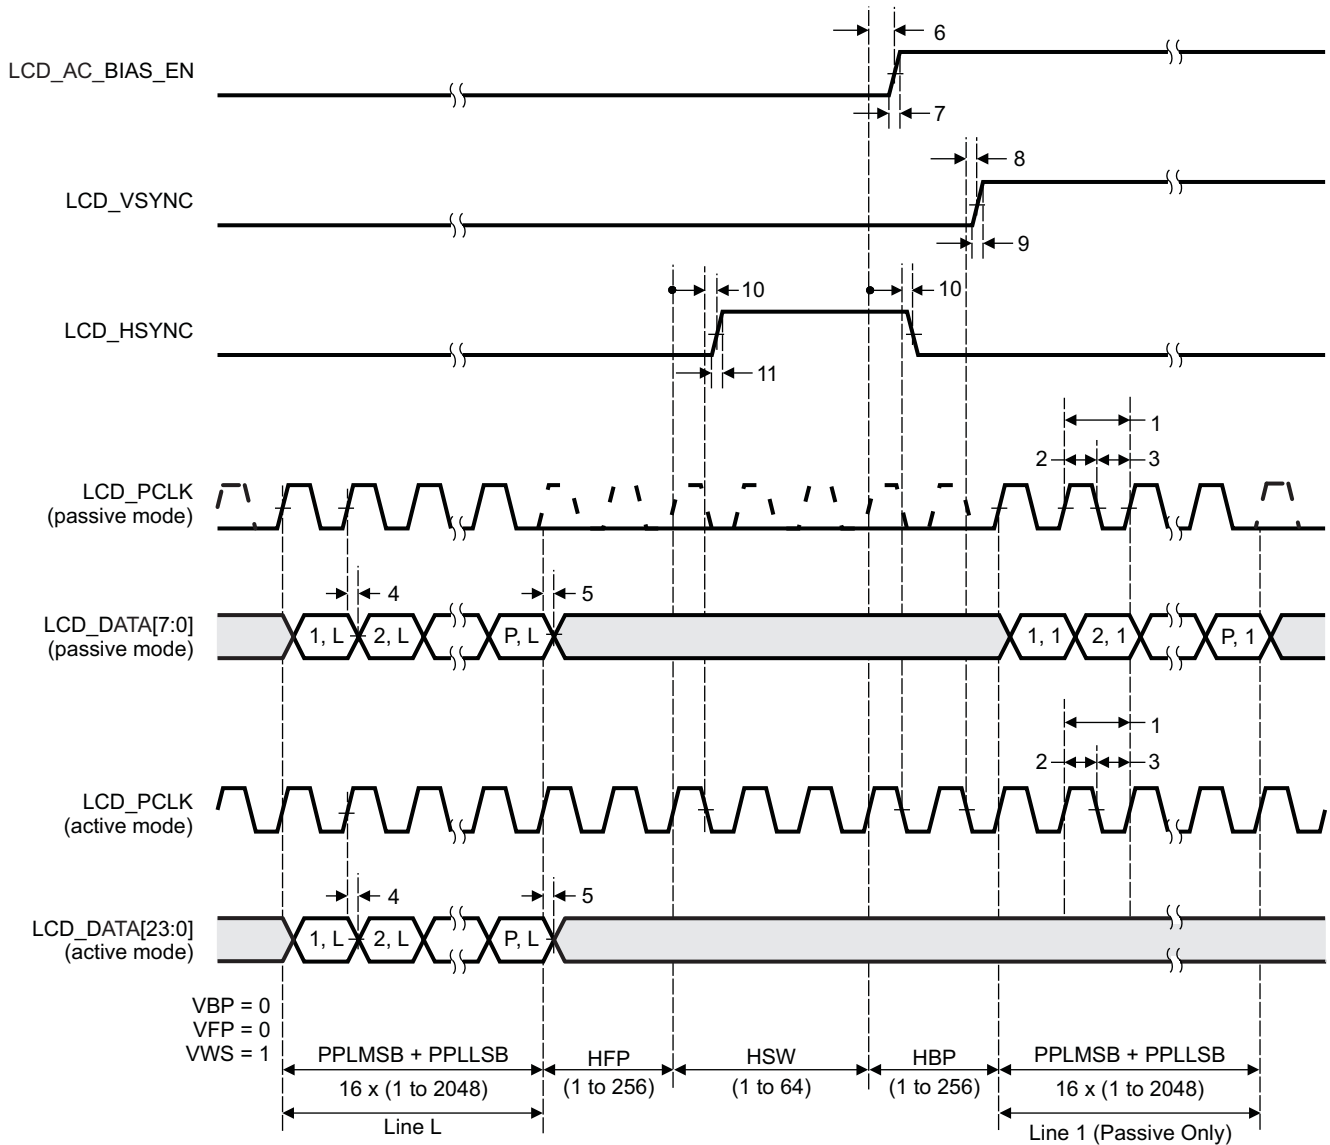 6
LCD_AC_BIAS_EN
7
8
LCD_VSYNC
9
10
10
LCD_HSYNC
11
1
2
3
LCD_PCLK
(passive mode)
4
5
LCD_DATA[7:0]
(passive mode)
1, L
2, L
P, L
1, 1
2, 1
P, 1
1
2
3
LCD_PCLK
(active mode)
4
5
LCD_DATA[23:0]
(active mode)
1, L
2, L
P, L
VBP = 0
VFP = 0
VWS = 1
PPLMSB + PPLLSB
16 x (1 to 2048)
Line L
HFP
(1 to 256)
HSW
(1 to 64)
HBP
(1 to 256)
PPLMSB + PPLLSB
16 x (1 to 2048)
Line 1 (Passive Only)